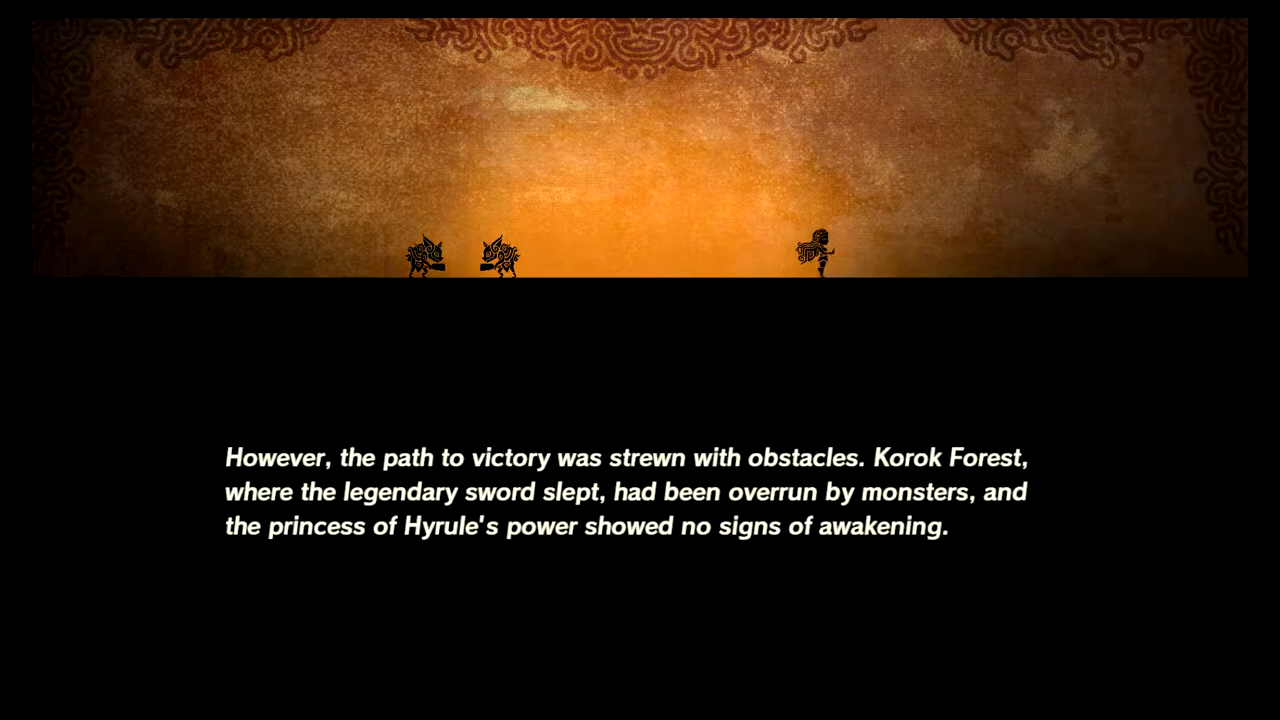 However, the path to victory was strewn with obstacles. Korok Forest,
where the legendary sword slept, had been overrun by monsters, and
the princess of Hyrule's power showed no signs of awakening.